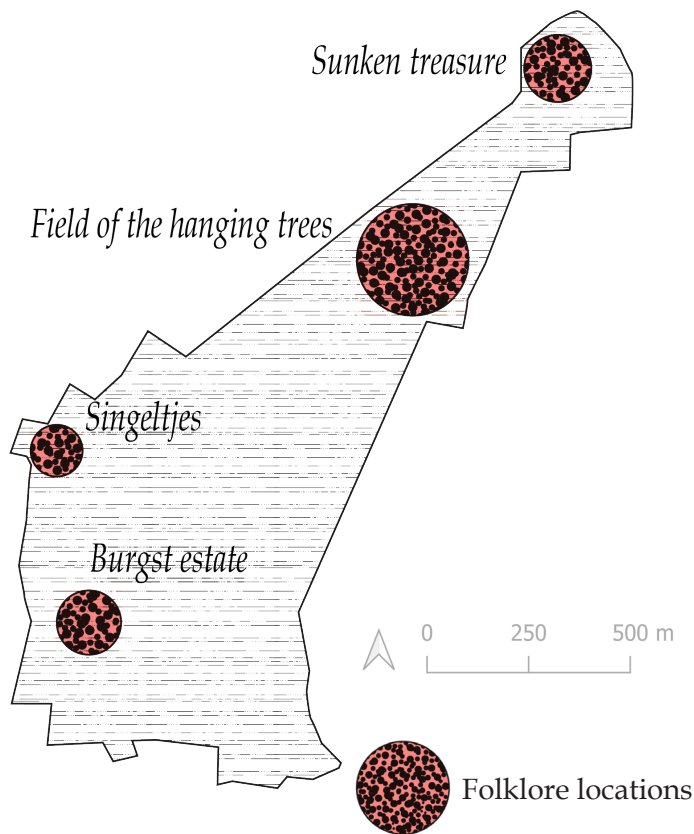 Sunken treasure
Field of the hanging trees
Singeltjes
Burgst estate
0 250 500 m
Folklore locations